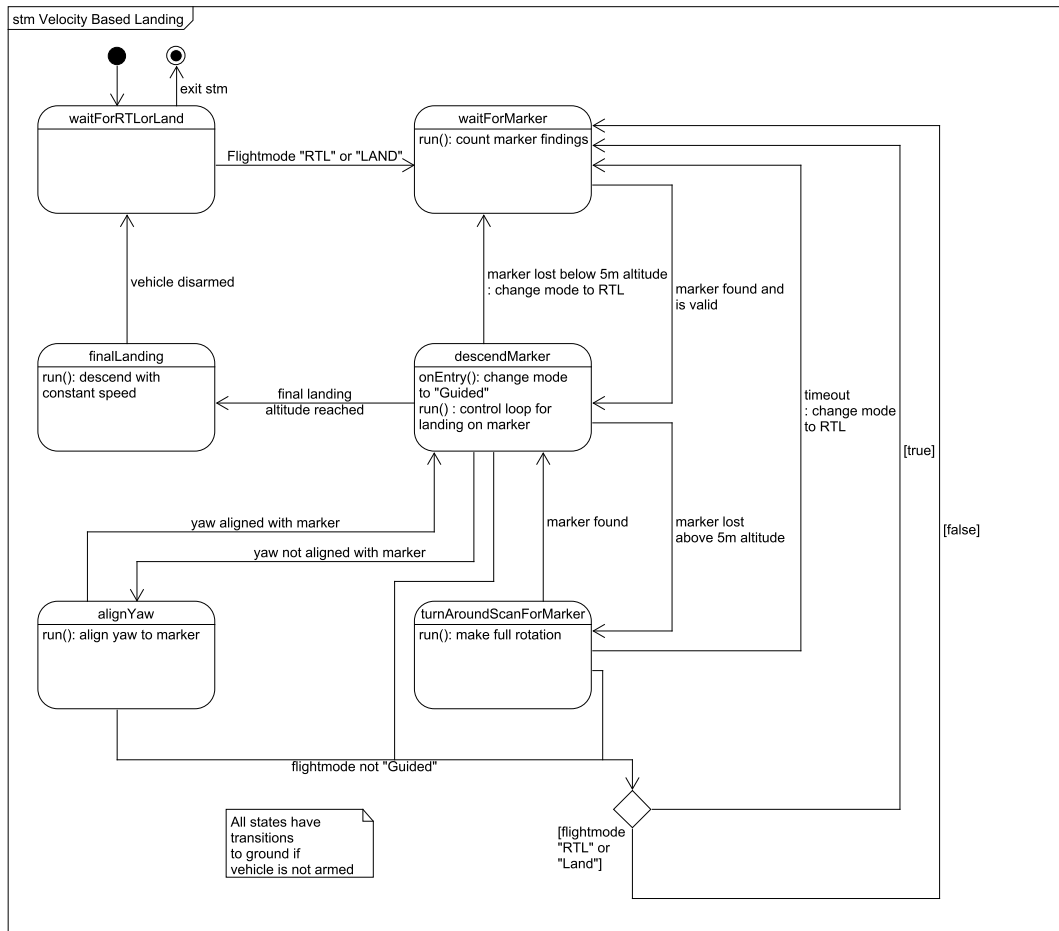 stm Velocity Based Landing
exit stm
waitForRTLorLand
waitForMarker
run(): count marker findings
Flightmode "RTL" or "LAND"
vehicle disarmed
marker lost below 5m altitude
: change mode to RTL
marker found and
is valid
finalLanding
run(): descend with
constant speed
final landing
altitude reached
descendMarker
onEntry(): change mode
to "Guided"
run() : control loop for
landing on marker
timeout
: change mode
to RTL
[true]
[false]
yaw aligned with marker
marker found
marker lost
above 5m altitude
yaw not aligned with marker
alignYaw
run(): align yaw to marker
turnAroundScanForMarker
run(): make full rotation
flightmode not "Guided"
All states have
transitions
to ground if
vehicle is not armed
[flightmode
"RTL" or
"Land"]